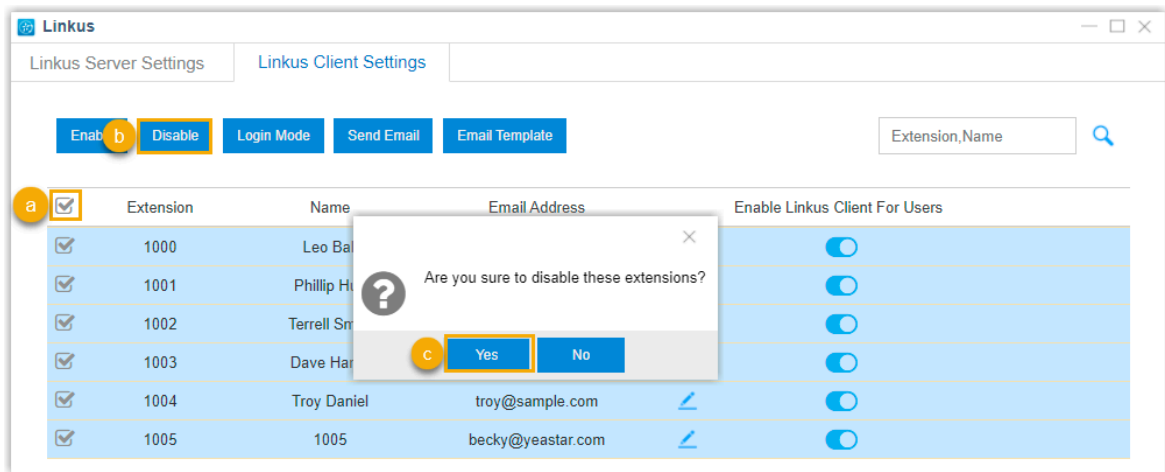 Linkus
Linkus Server Settings Linkus Client Settings
Enab b Disable Login Mode Send Email Email Template Extension,Name
a Extension Name Email Address Enable Linkus Client For Users
1000 Leo Bal
1001 Phillip Hu
1002 Terrell Sm
1003 Dave Har
Are you sure to disable these extensions?
c Yes No
1004 Troy Daniel troy@sample.com
1005 1005 becky@yeastar.com